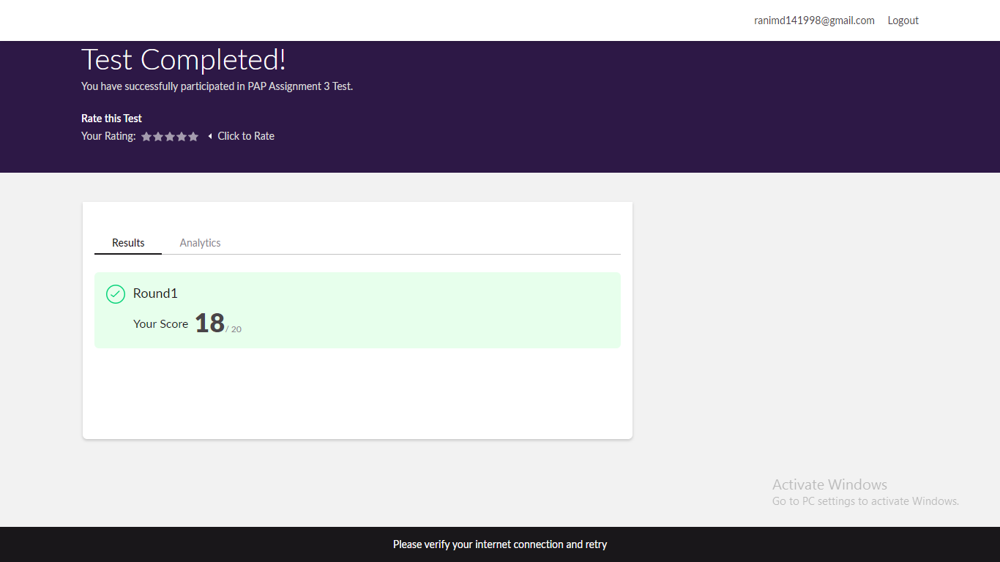 ranimd141998@gmail.com Logout
Test Completed!
You have successfully participated in PAP Assignment 3 Test.
Rate this Test
Your Rating: Click to Rate
Results Analytics
Round1
Your Score 18 / 20
Activate Windows
Go to PC settings to activate Windows.
Please verify your internet connection and retry